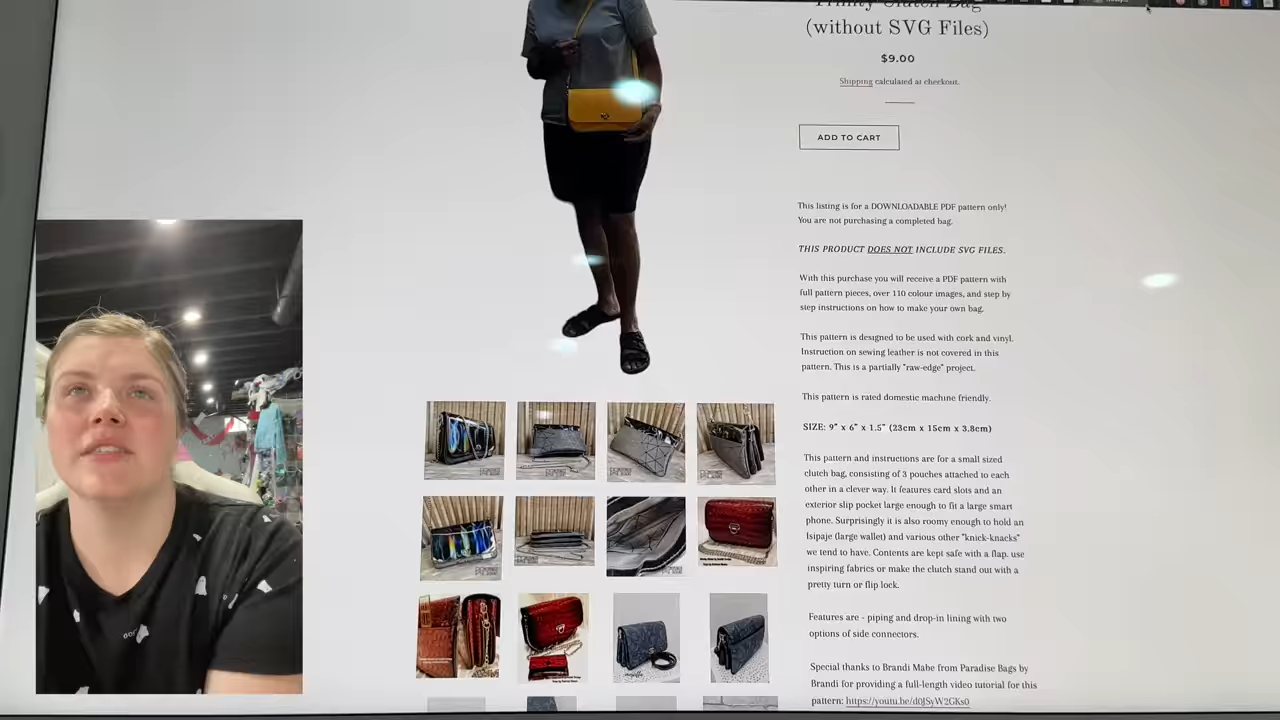 Trinity Clutch Bag
(without SVG Files)
$9.00
Shipping calculated at checkout.
ADD TO CART
This listing is for a DOWNLOADABLE PDF pattern only!
You are not purchasing a completed bag.
THIS PRODUCT DOES NOT INCLUDE SVG FILES.
With this purchase you will receive a PDF pattern with
full pattern pieces, over 110 colour images, and step by
step instructions on how to make your own bag.
This pattern is designed to be used with cork and vinyl.
Instruction on sewing leather is not covered in this
pattern. This is a partially "raw-edge" project.
This pattern is rated domestic machine friendly.
SIZE: 9" x 6" x 1.5" (23cm x 15cm x 3.8cm)
This pattern and instructions are for a small sized
clutch bag, consisting of 3 pouches attached to each
other in a clever way. It features card slots and an
exterior slip pocket large enough to fit a large smart
phone. Surprisingly it is also roomy enough to hold an
Isipaje (large wallet) and various other "knick-knacks"
we tend to have. Contents are kept safe with a flap. use
inspiring fabrics or make the clutch stand out with a
pretty turn or flip lock.
Features are - piping and drop-in lining with two
options of side connectors.
Special thanks to Brandi Mabe from Paradise Bags by
Brandi for providing a full-length video tutorial for this
pattern: https://youtu.be/d0JSyW2GKs0